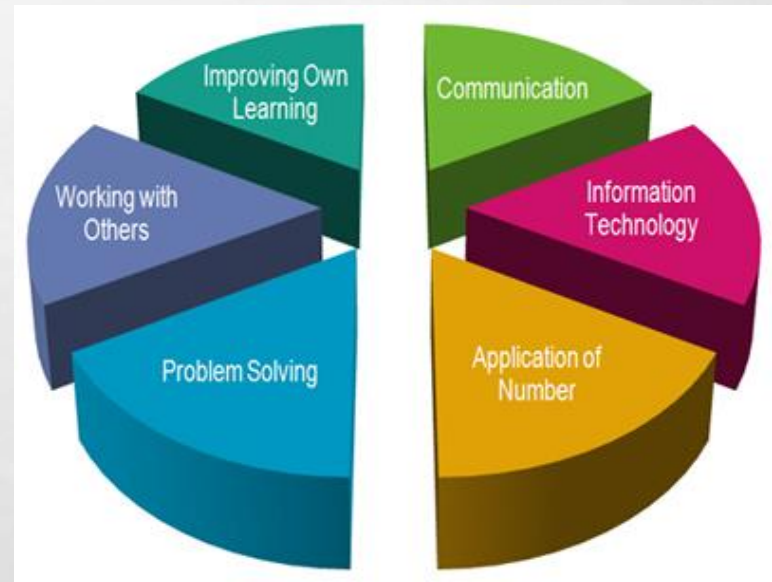 Improving Own
Learning
Communication
Working with
Others
Information
Technology
Problem Solving
Application of
Number